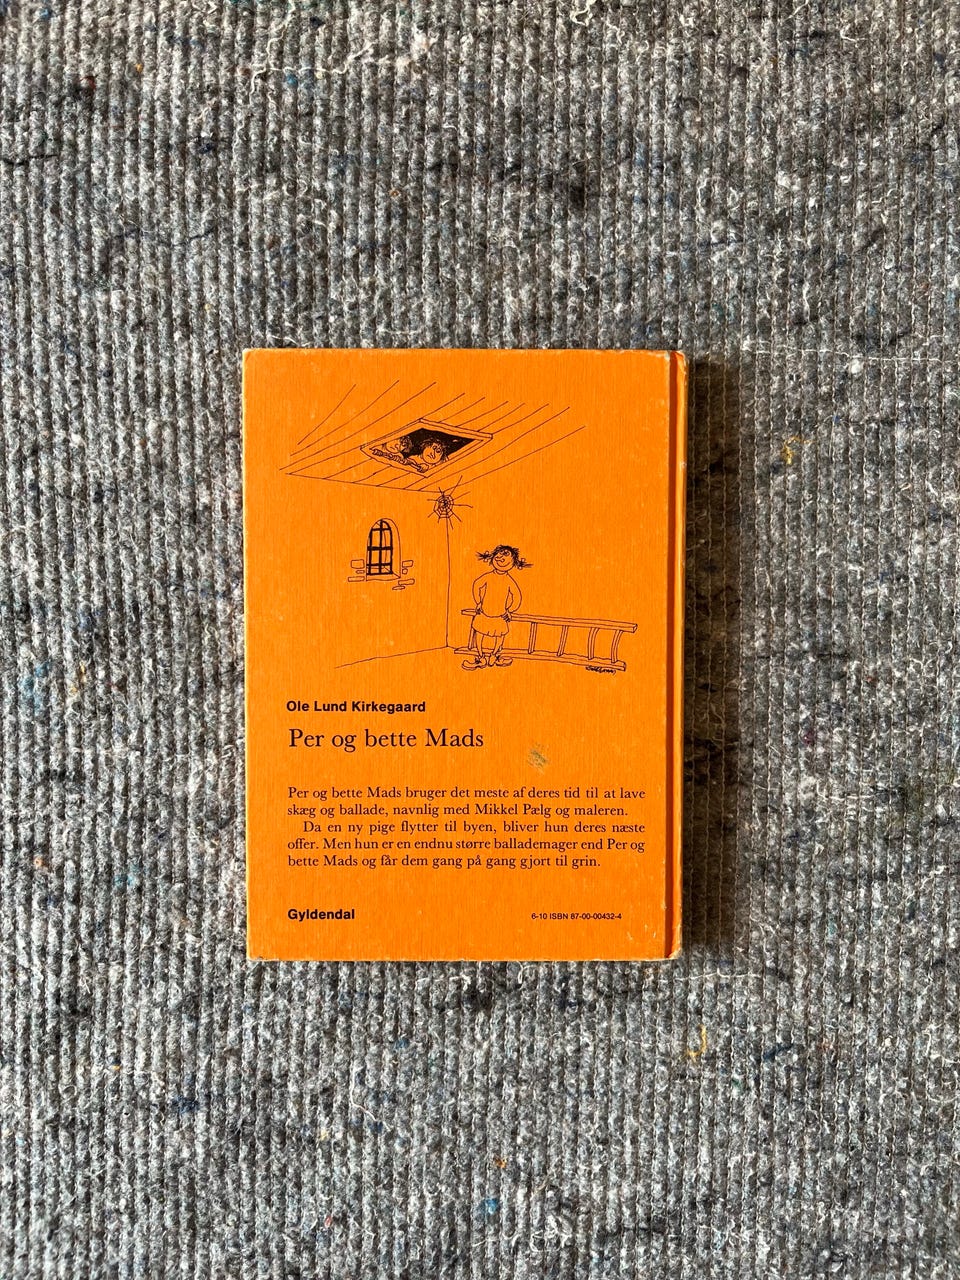 Ole Lund Kirkegaard
Per og bette Mads
Per og bette Mads bruger det meste af deres tid til at lave
skæg og ballade, navnlig med Mikkel Pælg og maleren.
Da en ny pige flytter til byen, bliver hun deres næste
offer. Men hun er en endnu større ballademager end Per og
bette Mads og får dem gang på gang gjort til grin.
Gyldendal
6-10 ISBN 87-00-00432-4